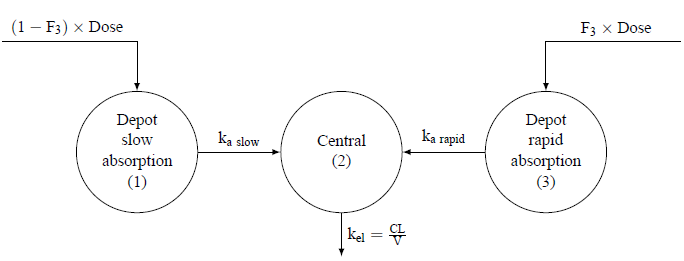 (1 − F₃) × Dose
F₃ × Dose
Depot
slow
absorption
(1)
kₐ slow
Central
(2)
kₐ rapid
Depot
rapid
absorption
(3)
kₑₗ = CL/V